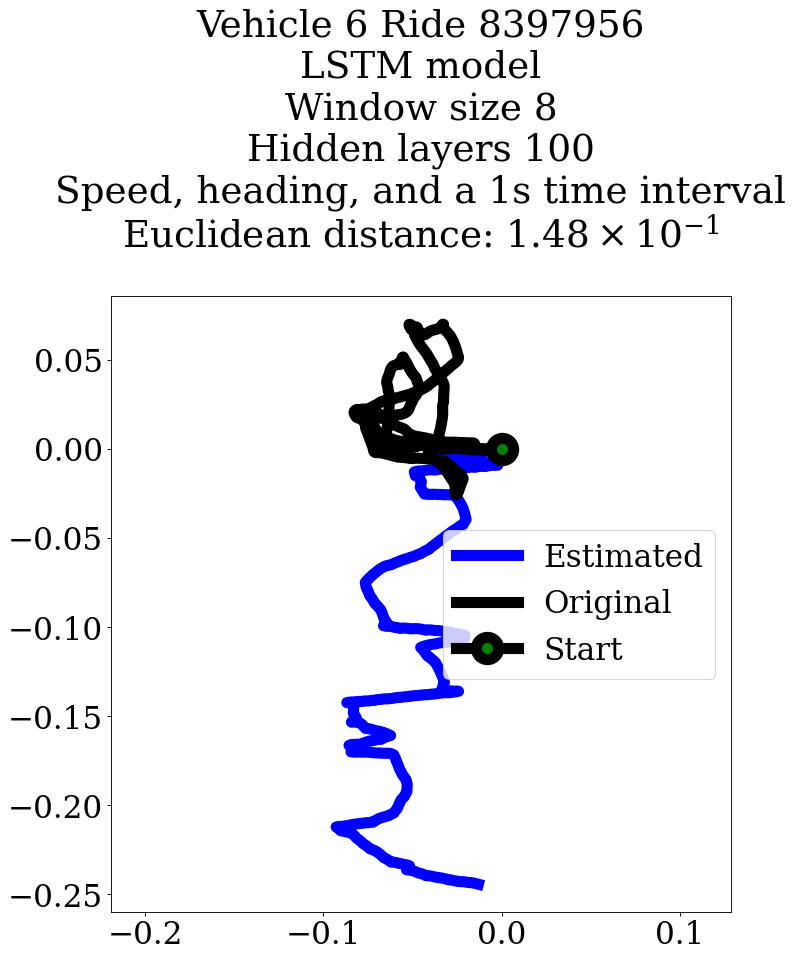 Vehicle 6 Ride 8397956
LSTM model
Window size 8
Hidden layers 100
Speed, heading, and a 1s time interval
Euclidean distance: 1.48 × 10⁻¹
0.05
0.00
−0.05
−0.10
−0.15
−0.20
−0.25
Estimated
Original
Start
−0.2
−0.1
0.0
0.1